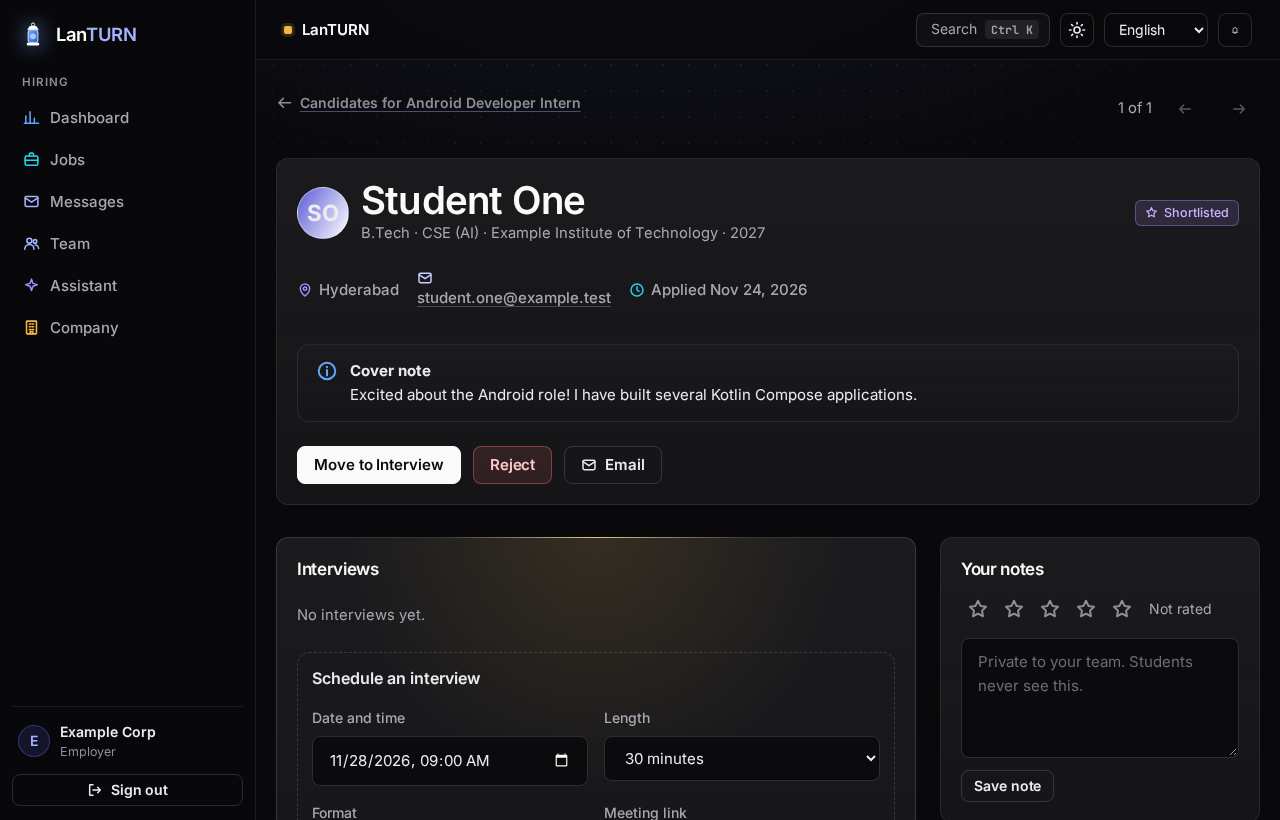 LanTURN
HIRING
Dashboard
Jobs
Messages
Team
Assistant
Company
Example Corp
E
Employer
Sign out
LanTURN
Search Ctrl K
English
Candidates for Android Developer Intern
1 of 1
SO
Student One
B.Tech · CSE (AI) · Example Institute of Technology · 2027
Shortlisted
Hyderabad
student.one@example.test
Applied Nov 24, 2026
Cover note
Excited about the Android role! I have built several Kotlin Compose applications.
Move to Interview
Reject
Email
Interviews
No interviews yet.
Schedule an interview
Date and time
Length
11/28/2026, 09:00 AM
30 minutes
Format
Meeting link
Your notes
Not rated
Private to your team. Students
never see this.
Save note